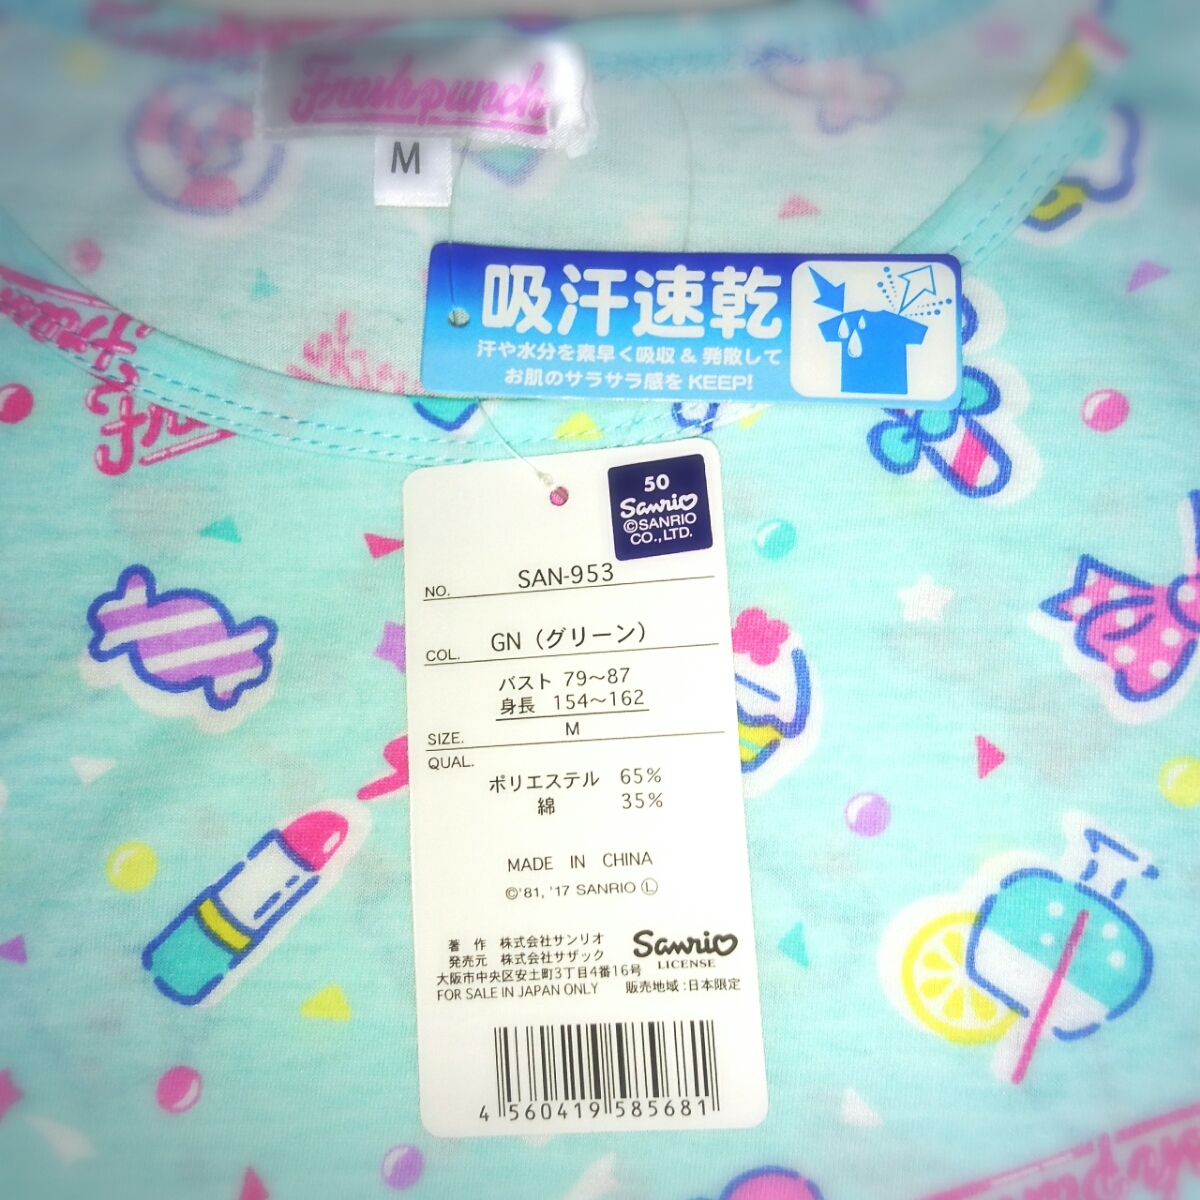 Freshpunch
M
吸汗速乾
汗や水分を素早く吸収 & 発散して
お肌のサラサラ感を KEEP!
50
Sanrio
©SANRIO
CO.,LTD.
NO. SAN-953
COL. GN（グリーン）
バスト 79～87
身長 154～162
SIZE. M
QUAL.
ポリエステル 65%
綿 35%
MADE IN CHINA
©'81, '17 SANRIO Ⓛ
著 作 株式会社サンリオ
発売元 株式会社サザック
大阪市中央区安土町3丁目4番16号
FOR SALE IN JAPAN ONLY 販売地域:日本限定
Sanrio
LICENSE
4 560419 585681